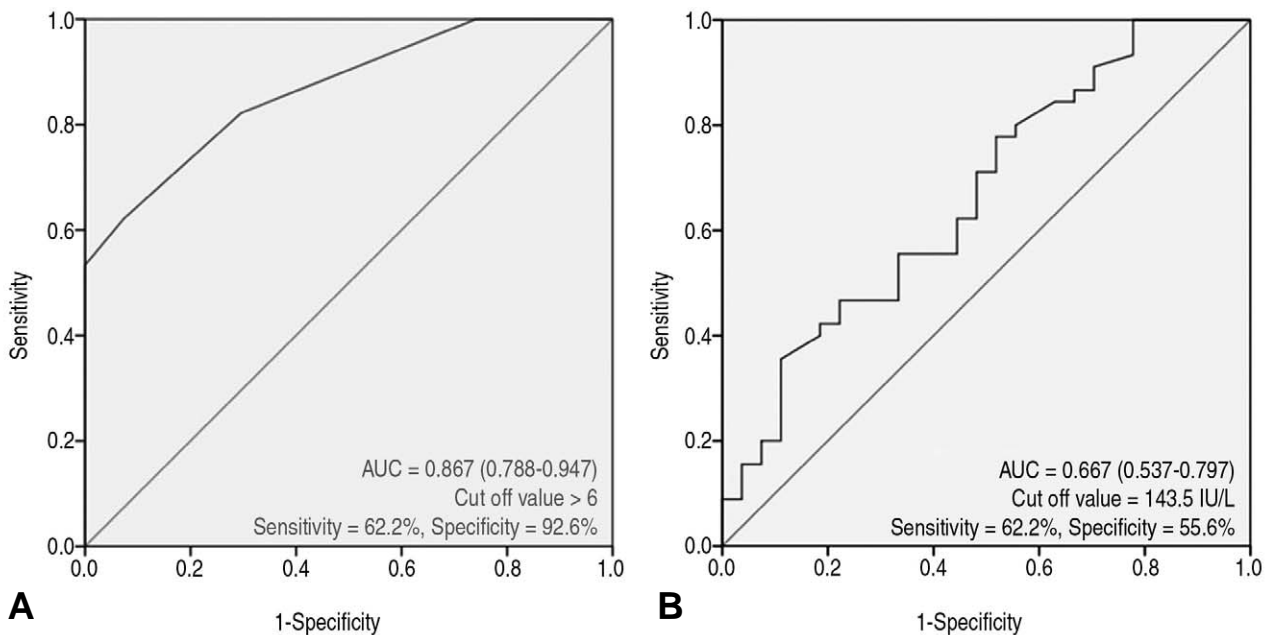 1.0
0.8
0.6
0.4
0.2
0.0
Sensitivity
AUC = 0.867 (0.788-0.947)
Cut off value > 6
Sensitivity = 62.2%, Specificity = 92.6%
0.0 0.2 0.4 0.6 0.8 1.0
1-Specificity
A
1.0
0.8
0.6
0.4
0.2
0.0
Sensitivity
AUC = 0.667 (0.537-0.797)
Cut off value = 143.5 IU/L
Sensitivity = 62.2%, Specificity = 55.6%
0.0 0.2 0.4 0.6 0.8 1.0
1-Specificity
B